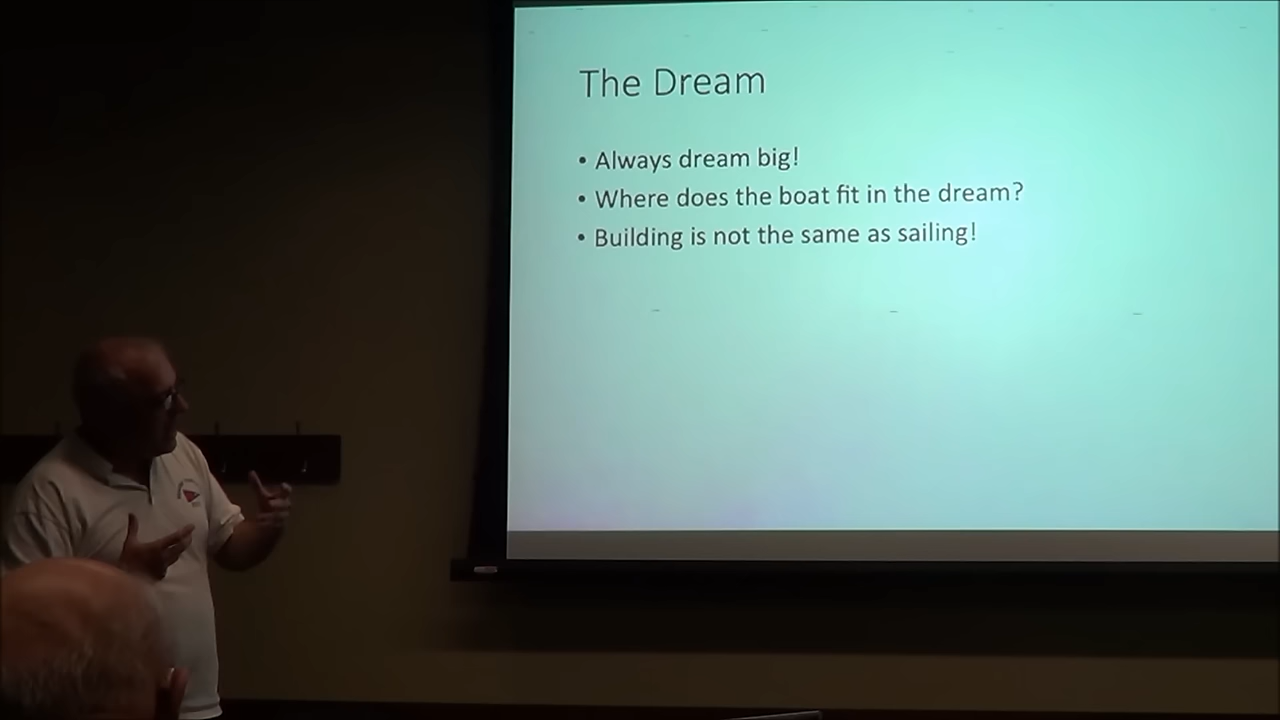 The Dream
• Always dream big!
• Where does the boat fit in the dream?
• Building is not the same as sailing!